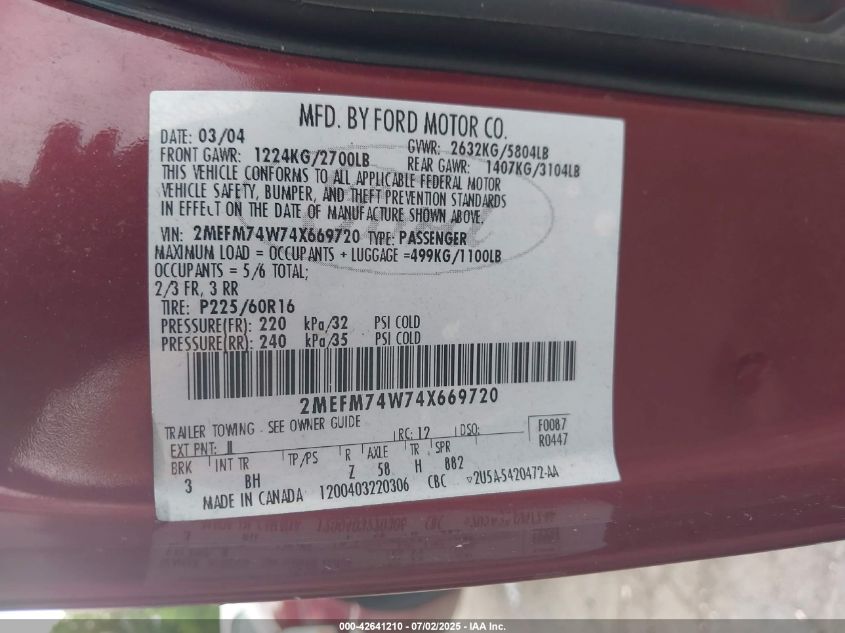 MFD. BY FORD MOTOR CO.
DATE: 03/04 GVWR: 2632KG/5804LB
FRONT GAWR: 1224KG/2700LB REAR GAWR: 1407KG/3104LB
THIS VEHICLE CONFORMS TO ALL APPLICABLE FEDERAL MOTOR
VEHICLE SAFETY, BUMPER, AND THEFT PREVENTION STANDARDS
IN EFFECT ON THE DATE OF MANUFACTURE SHOWN ABOVE.
VIN: 2MEFM74W74X669720 TYPE: PASSENGER
MAXIMUM LOAD = OCCUPANTS + LUGGAGE =499KG/1100LB
OCCUPANTS = 5/6 TOTAL;
2/3 FR, 3 RR
TIRE: P225/60R16
PRESSURE(FR): 220 kPa/32 PSI COLD
PRESSURE(RR): 240 kPa/35 PSI COLD
2MEFM74W74X669720
TRAILER TOWING - SEE OWNER GUIDE
EXT PNT: RC: 12 DSO: F0087
R0447
BRK INT TR TP/PS R AXLE TR SPR
3 BH Z 58 H 882
MADE IN CANADA 1200403220306 CBC ▽2U5A-5420472-AA
000-42641210 - 07/02/2025 - IAA Inc.